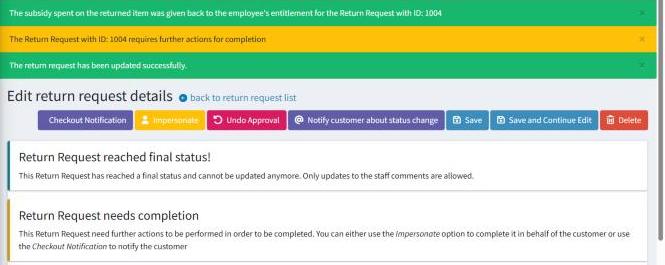 The subsidy spent on the returned item was given back to the employee's entitlement for the Return Request with ID: 1004 ×
The Return Request with ID: 1004 requires further actions for completion ×
The return request has been updated successfully. ×
Edit return request details back to return request list
Checkout Notification Impersonate Undo Approval @ Notify customer about status change Save Save and Continue Edit Delete
Return Request reached final status!
This Return Request has reached a final status and cannot be updated anymore. Only updates to the staff comments are allowed.
Return Request needs completion
This Return Request need further actions to be performed in order to be completed. You can either use the Impersonate option to complete it in behalf of the customer or use
the Checkout Notification to notify the customer